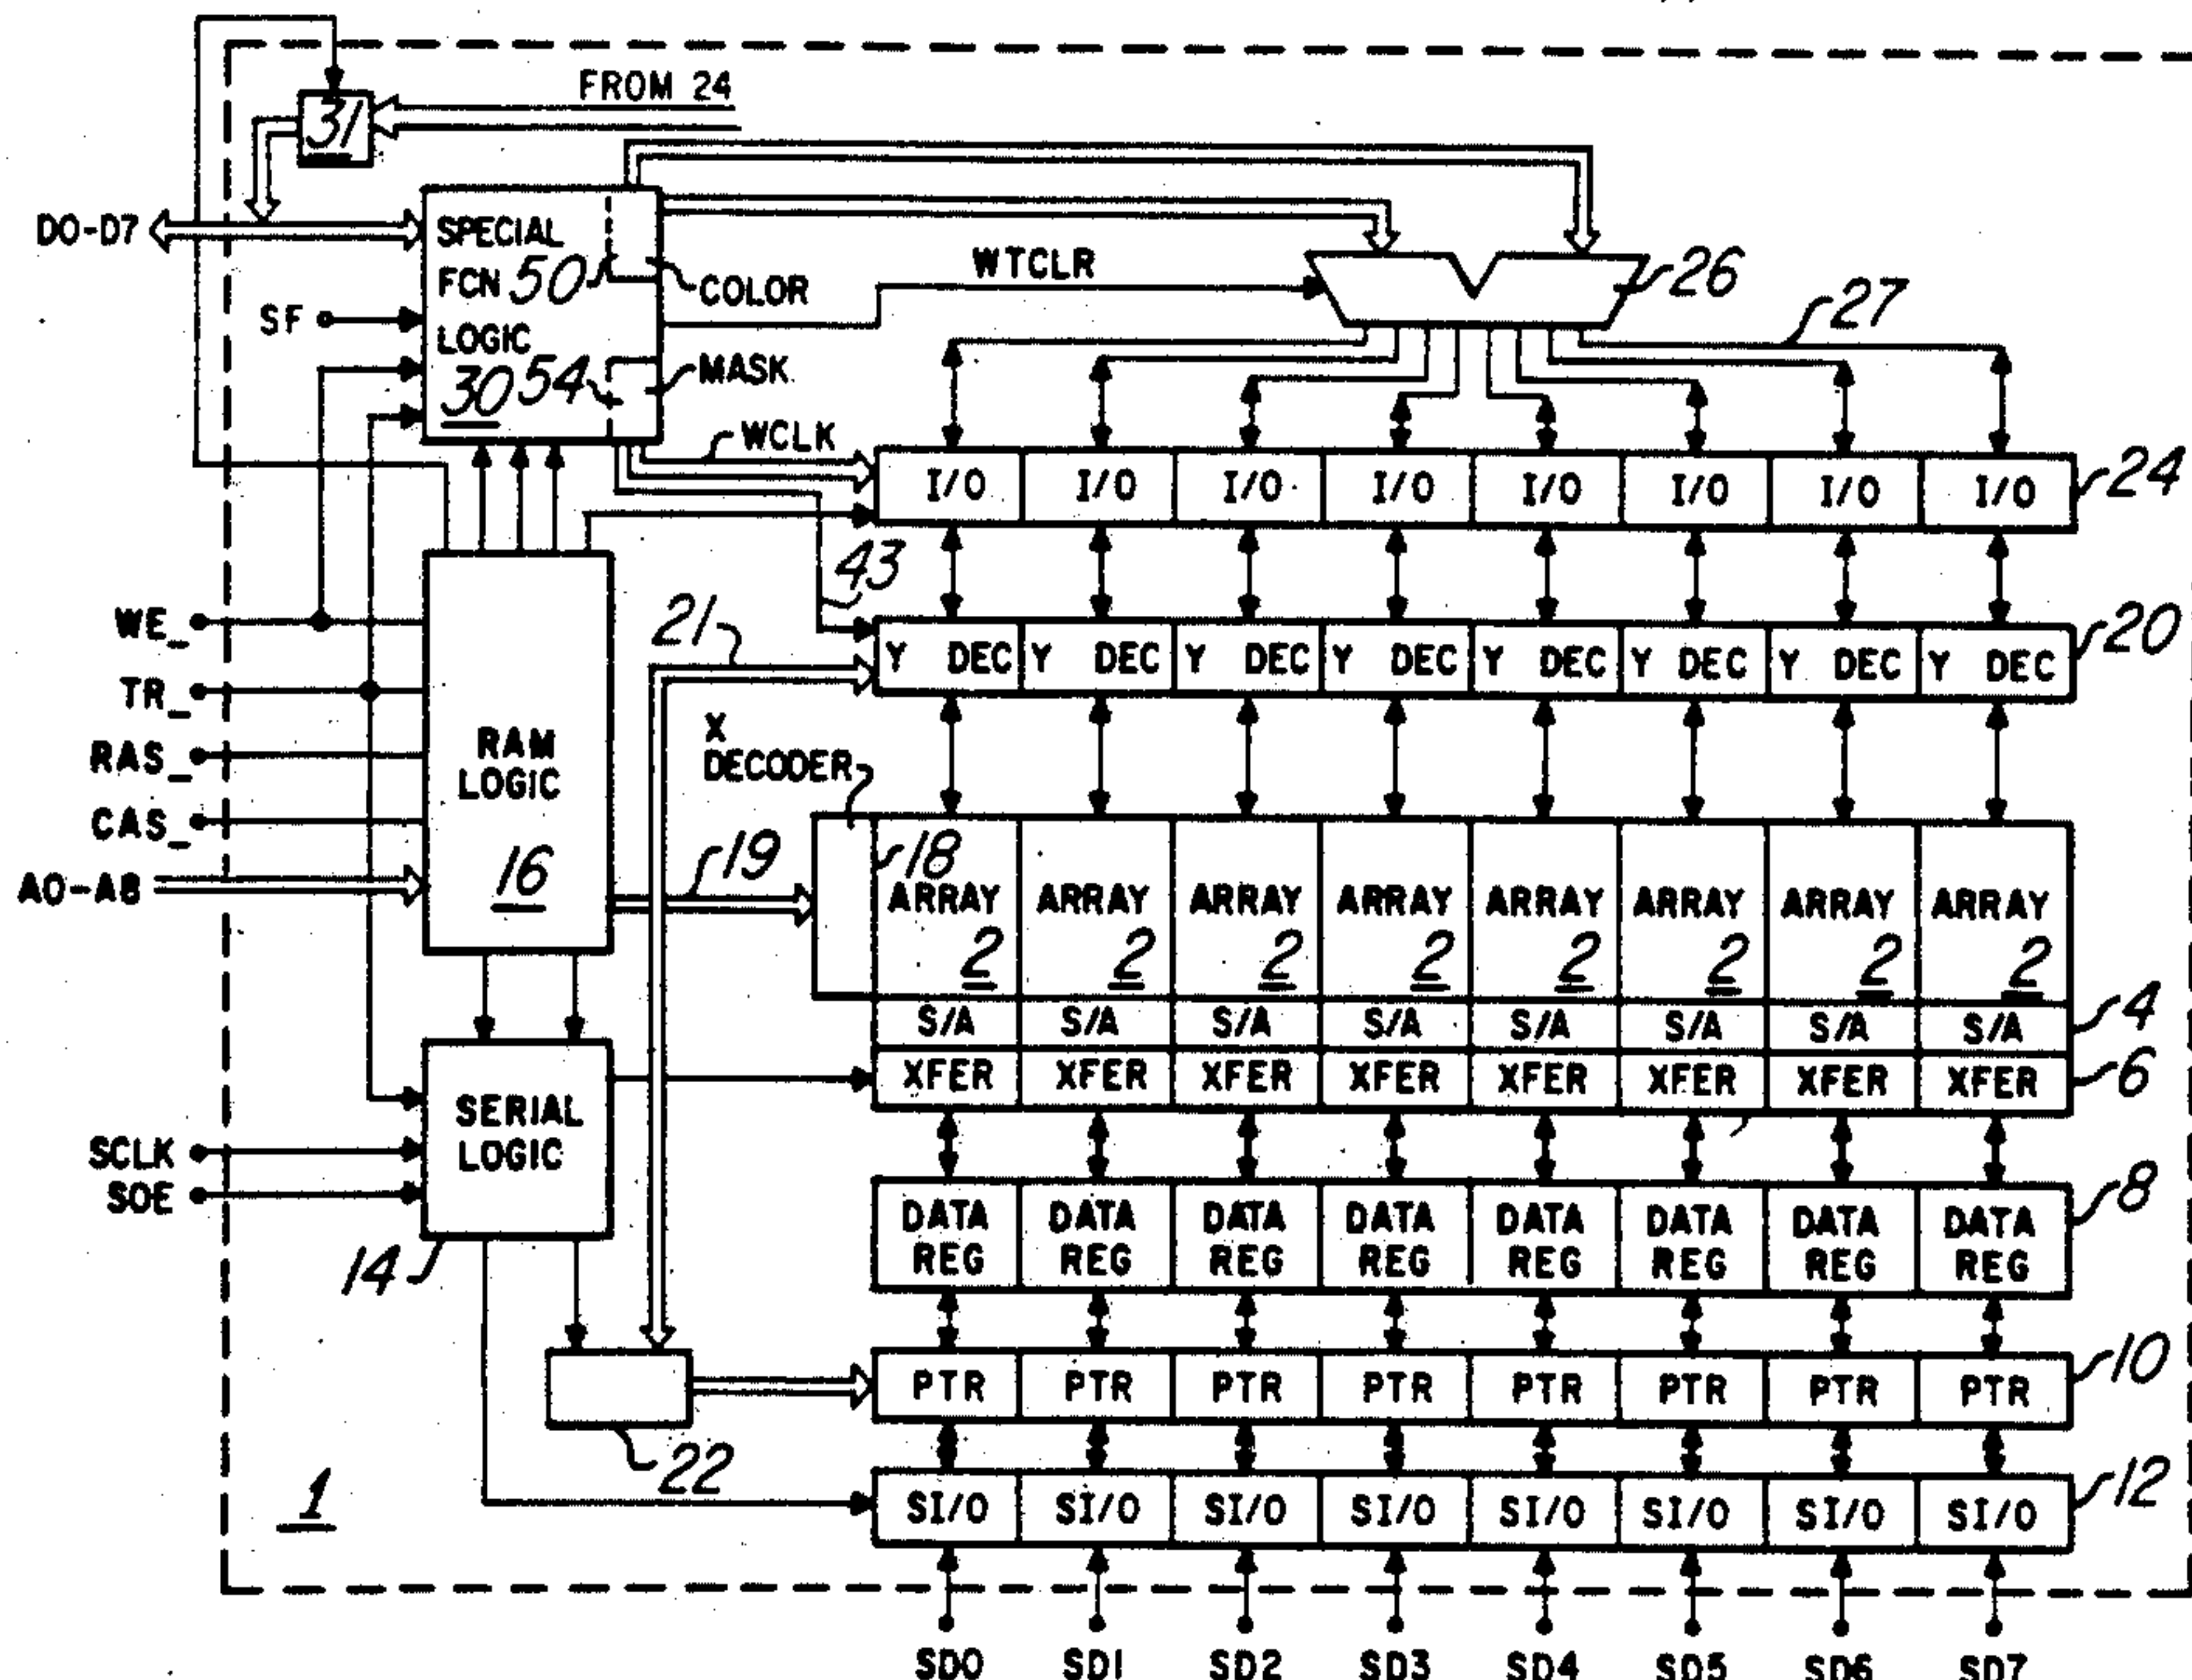 FROM 24
31
D0-D7
SPECIAL
FCN 50
COLOR
WTCLR
26
27
SF
LOGIC
30 54
MASK
WCLK
I/O I/O I/O I/O I/O I/O I/O I/O
24
43
WE_
21
Y DEC Y DEC Y DEC Y DEC Y DEC Y DEC Y DEC Y DEC
20
TR_
RAS_
RAM
LOGIC
16
X
DECODER
CAS_
A0-A8
19
18
ARRAY ARRAY ARRAY ARRAY ARRAY ARRAY ARRAY ARRAY
2 2 2 2 2 2 2 2
S/A S/A S/A S/A S/A S/A S/A S/A
4
XFER XFER XFER XFER XFER XFER XFER XFER
6
SERIAL
LOGIC
SCLK
SOE
14
DATA DATA DATA DATA DATA DATA DATA DATA
REG REG REG REG REG REG REG REG
8
PTR PTR PTR PTR PTR PTR PTR PTR
10
22
SI/O SI/O SI/O SI/O SI/O SI/O SI/O SI/O
12
1
SD0 SD1 SD2 SD3 SD4 SD5 SD6 SD7